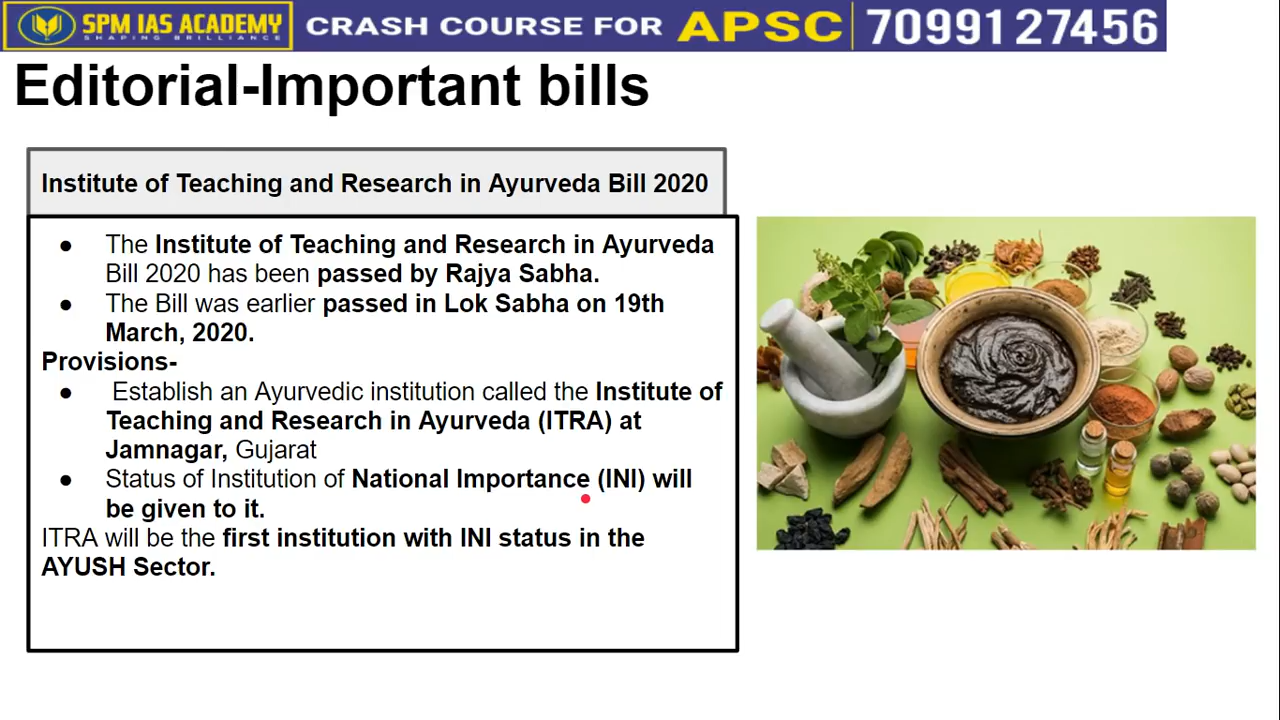 SPM IAS ACADEMY
SHAPING BRILLIANCE
CRASH COURSE FOR APSC 7099127456
Editorial-Important bills
Institute of Teaching and Research in Ayurveda Bill 2020
● The Institute of Teaching and Research in Ayurveda
Bill 2020 has been passed by Rajya Sabha.
● The Bill was earlier passed in Lok Sabha on 19th
March, 2020.
Provisions-
● Establish an Ayurvedic institution called the Institute of
Teaching and Research in Ayurveda (ITRA) at
Jamnagar, Gujarat
● Status of Institution of National Importance (INI) will
be given to it.
ITRA will be the first institution with INI status in the
AYUSH Sector.